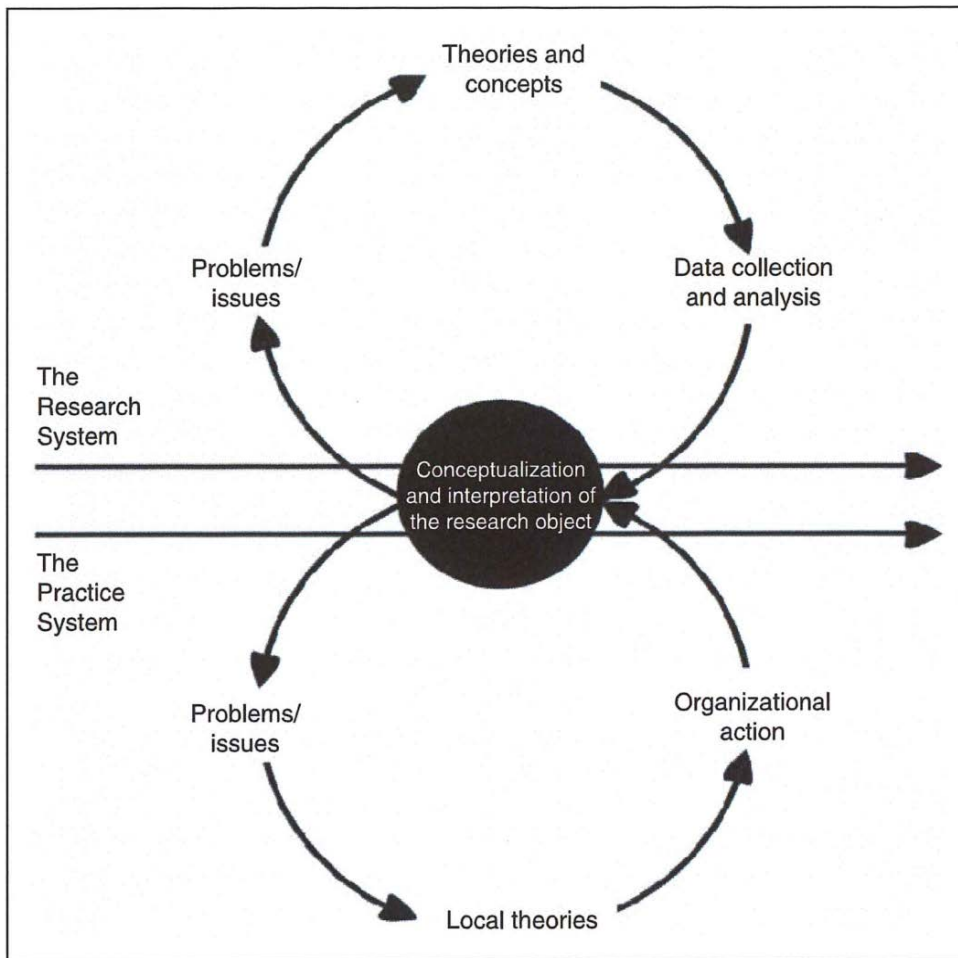 Theories and
concepts
Problems/
issues
Data collection
and analysis
The
Research
System
Conceptualization
and interpretation of
the research object
The
Practice
System
Problems/
issues
Organizational
action
Local theories